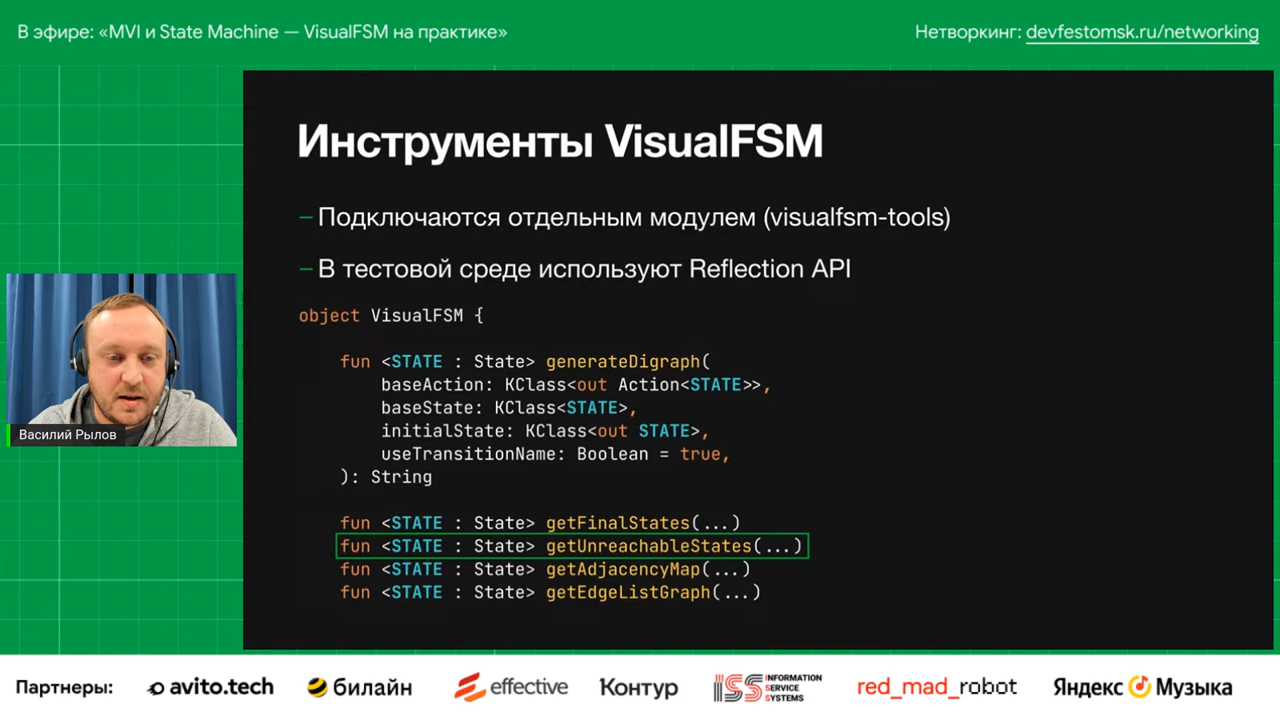 В эфире: «MVI и State Machine — VisualFSM на практике»
Нетворкинг: devfestomsk.ru/networking
Инструменты VisualFSM
– Подключаются отдельным модулем (visualfsm-tools)
– В тестовой среде используют Reflection API
object VisualFSM {
fun <STATE : State> generateDigraph(
baseAction: KClass<out Action<STATE>>,
baseState: KClass<STATE>,
initialState: KClass<out STATE>,
useTransitionName: Boolean = true,
): String
fun <STATE : State> getFinalStates(...)
fun <STATE : State> getUnreachableStates(...)
fun <STATE : State> getAdjacencyMap(...)
fun <STATE : State> getEdgeListGraph(...)
Василий Рылов
Партнеры: avito.tech билайн effective Контур ISS INFORMATION SERVICE SYSTEMS red_mad_robot Яндекс Музыка